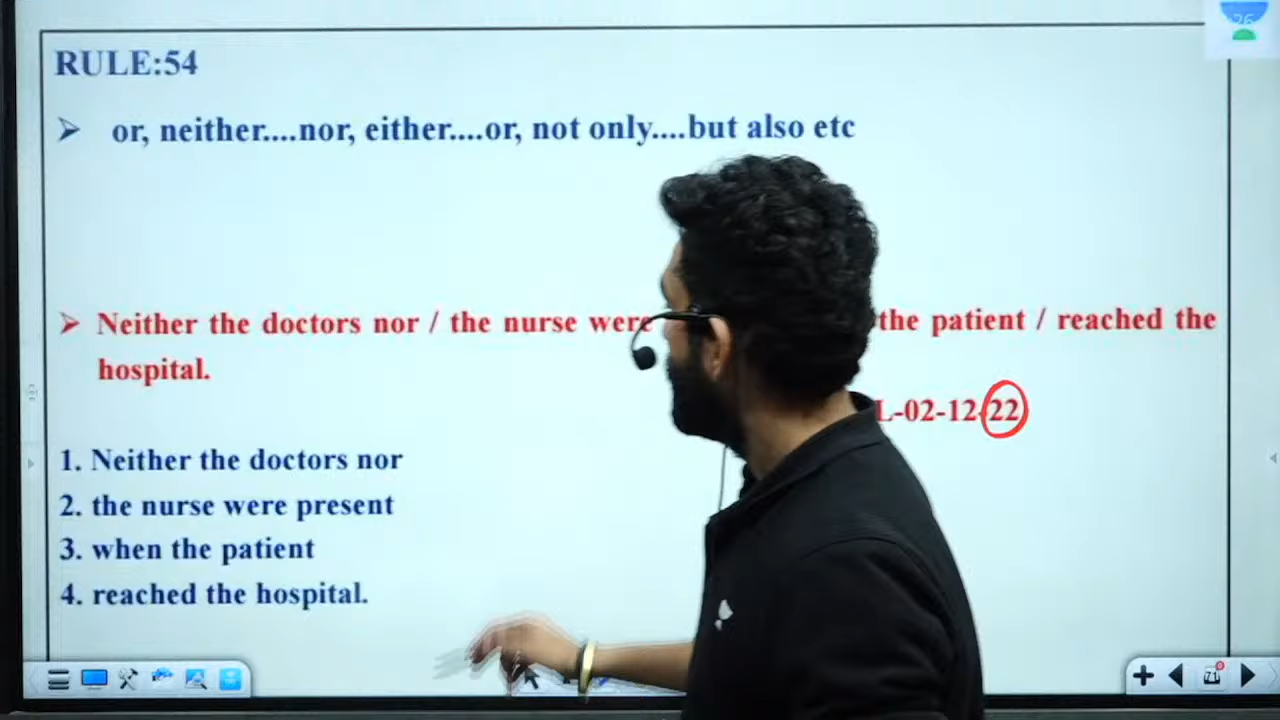 26
RULE:54
➢ or, neither....nor, either....or, not only....but also etc
➢ Neither the doctors nor / the nurse were the patient / reached the
hospital.
L-02-12-22
1. Neither the doctors nor
2. the nurse were present
3. when the patient
4. reached the hospital.
71